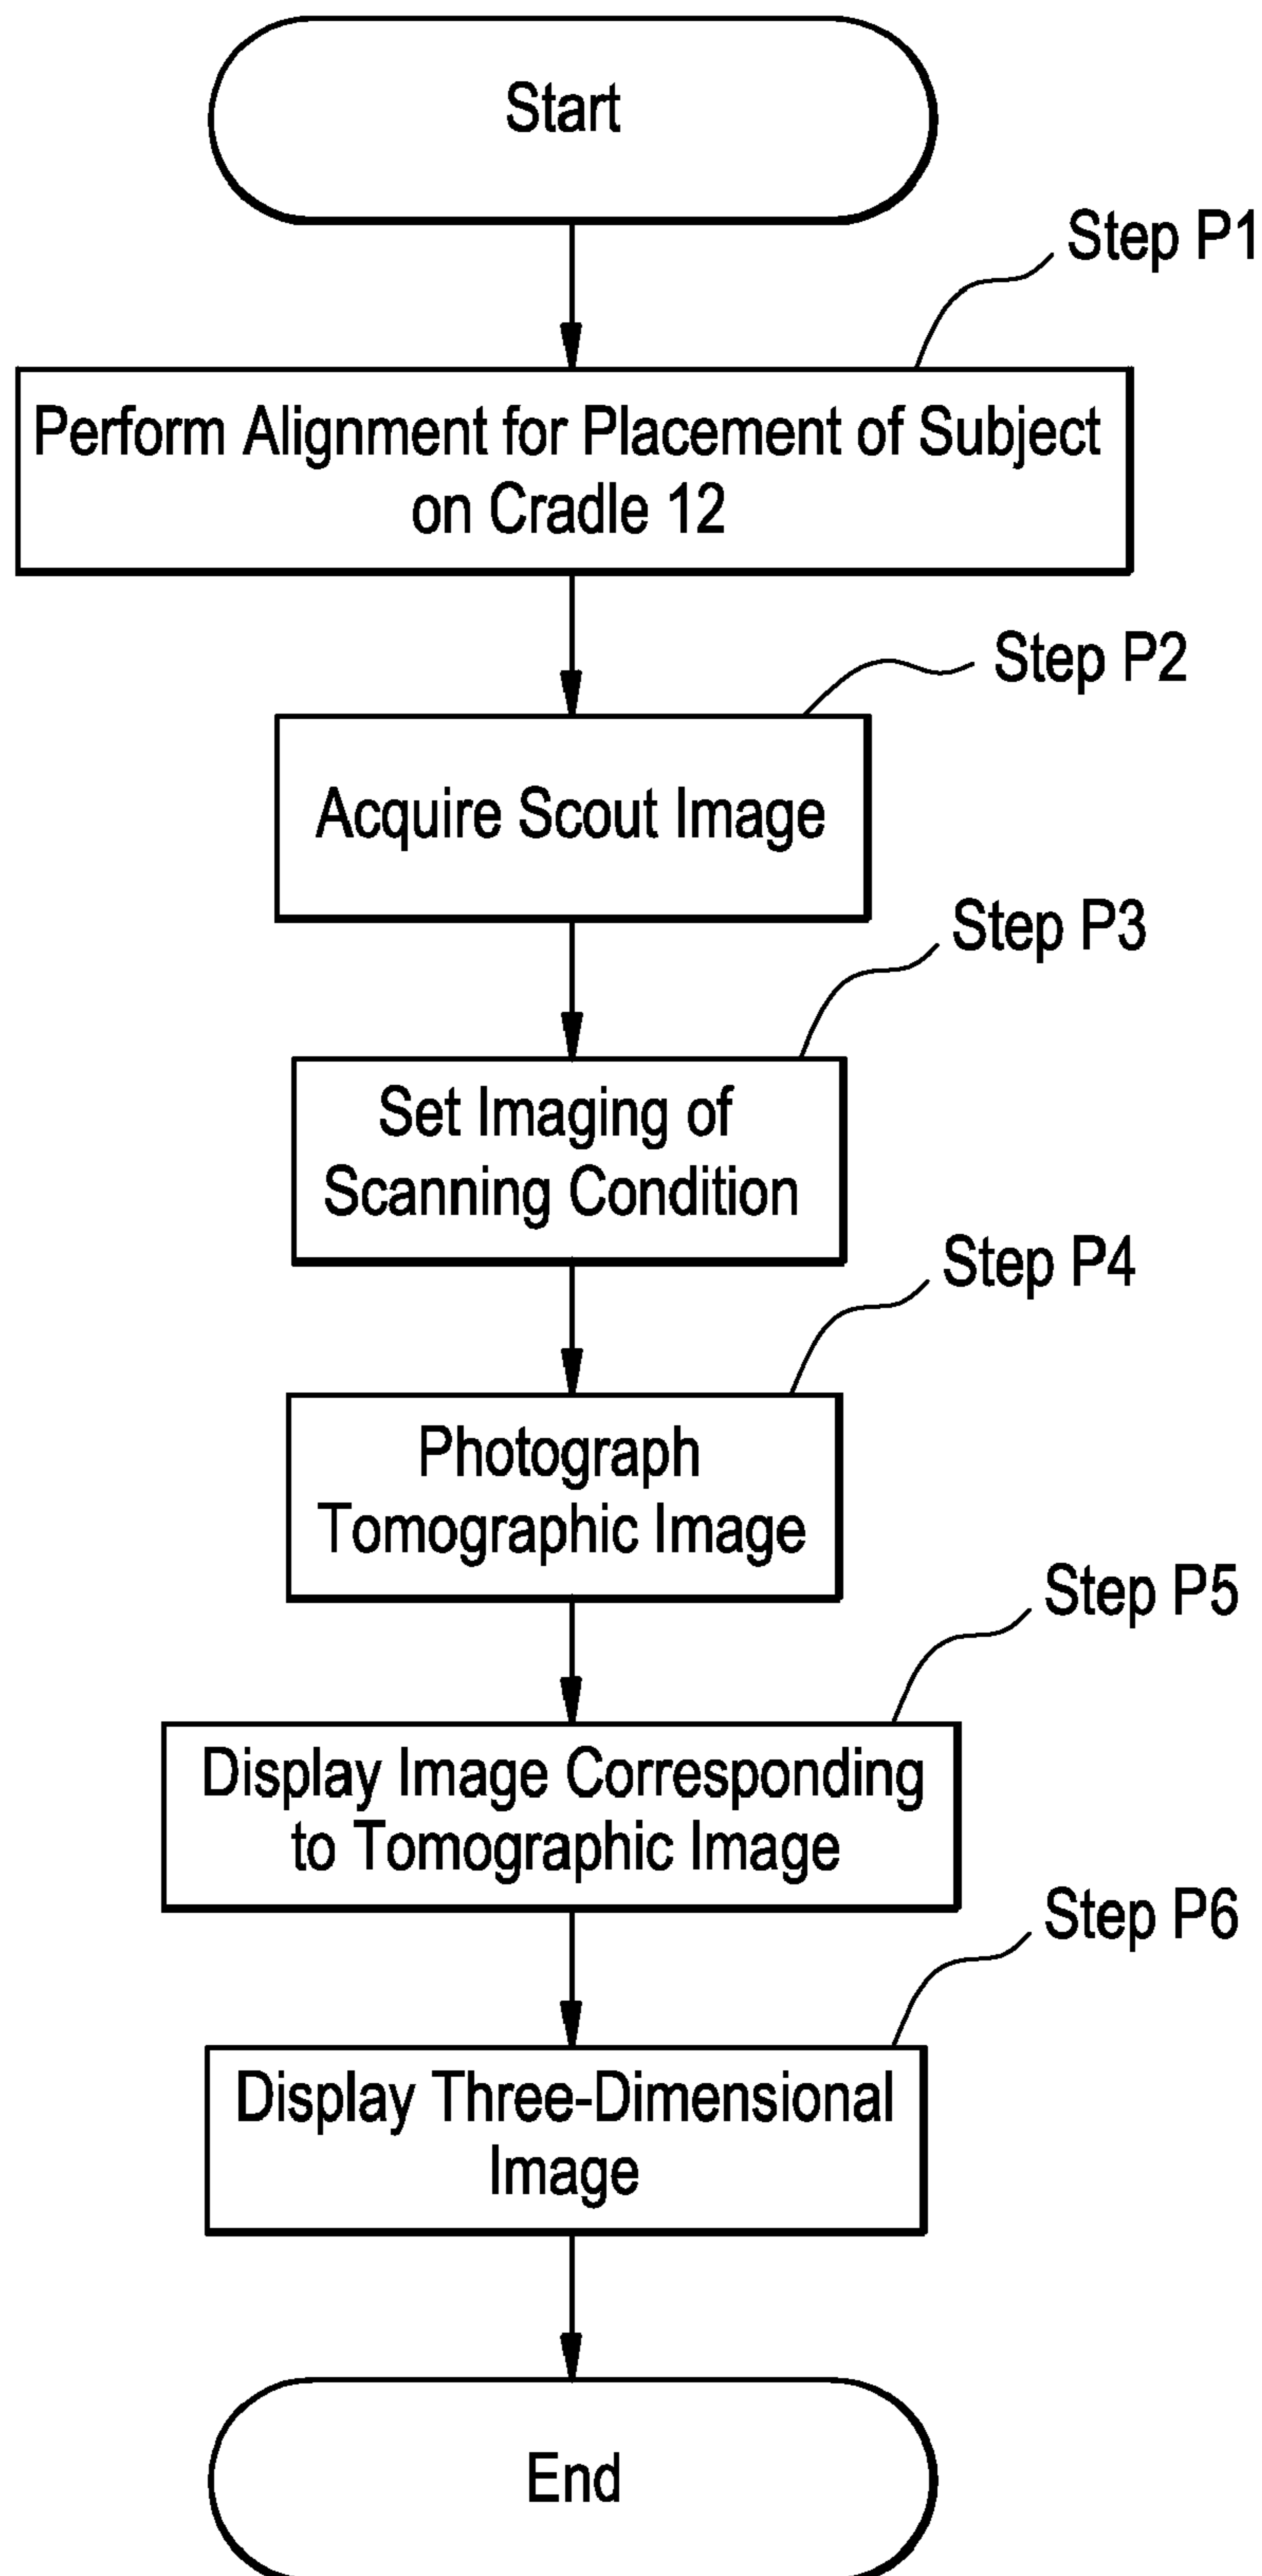 Start
Step P1
Perform Alignment for Placement of Subject
on Cradle 12
Step P2
Acquire Scout Image
Step P3
Set Imaging of
Scanning Condition
Step P4
Photograph
Tomographic Image
Step P5
Display Image Corresponding
to Tomographic Image
Step P6
Display Three-Dimensional
Image
End